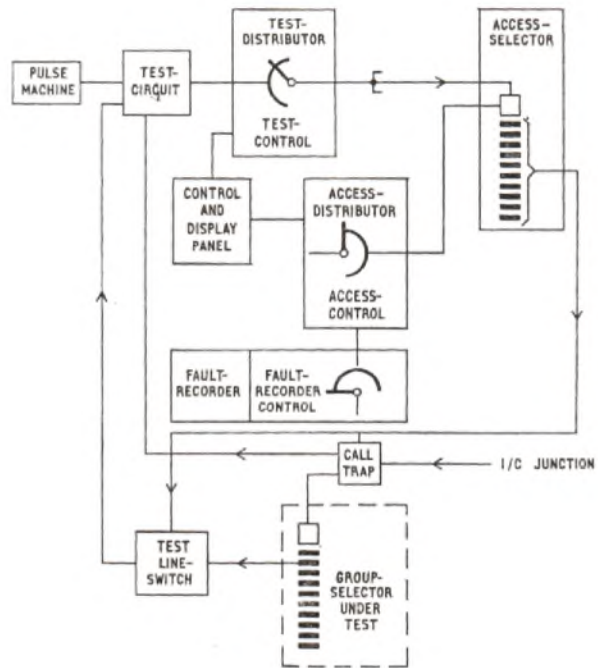 TEST-
DISTRIBUTOR
TEST-
CONTROL
ACCESS-
SELECTOR
PULSE
MACHINE
TEST-
CIRCUIT
CONTROL
AND
DISPLAY
PANEL
ACCESS-
DISTRIBUTOR
ACCESS-
CONTROL
FAULT-
RECORDER
FAULT-
RECORDER
CONTROL
CALL
TRAP
I/C JUNCTION
TEST
LINE-
SWITCH
GROUP-
SELECTOR
UNDER
TEST